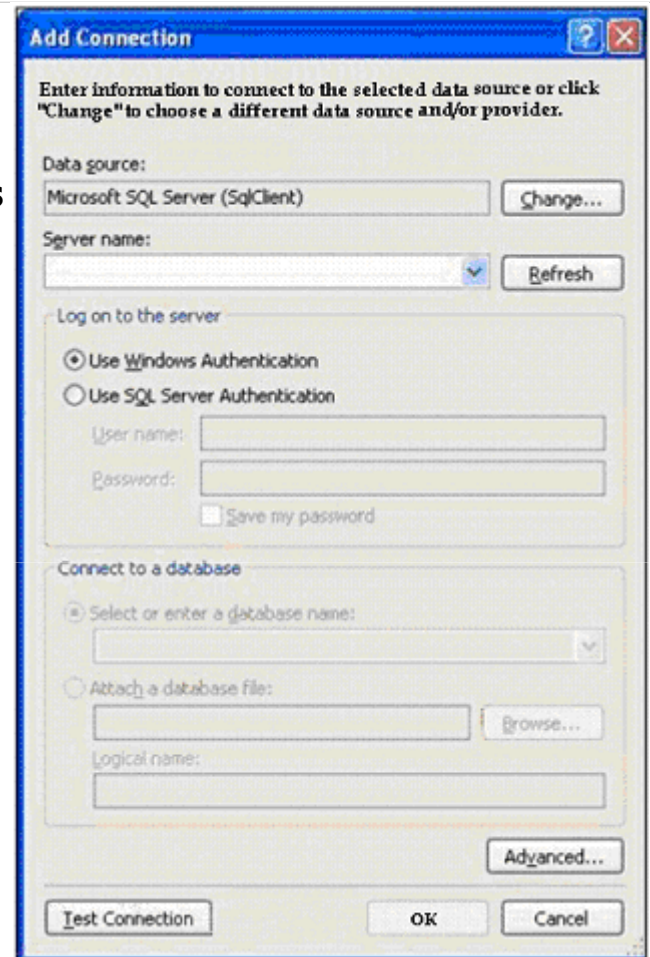 Add Connection
Enter information to connect to the selected data source or click
"Change" to choose a different data source and/or provider.
Data source:
Microsoft SQL Server (SqlClient)
Change...
Server name:
Refresh
Log on to the server
Use Windows Authentication
Use SQL Server Authentication
User name:
Password:
Save my password
Connect to a database
Select or enter a database name:
Attach a database file:
Browse...
Logical name:
Advanced...
Test Connection
OK
Cancel